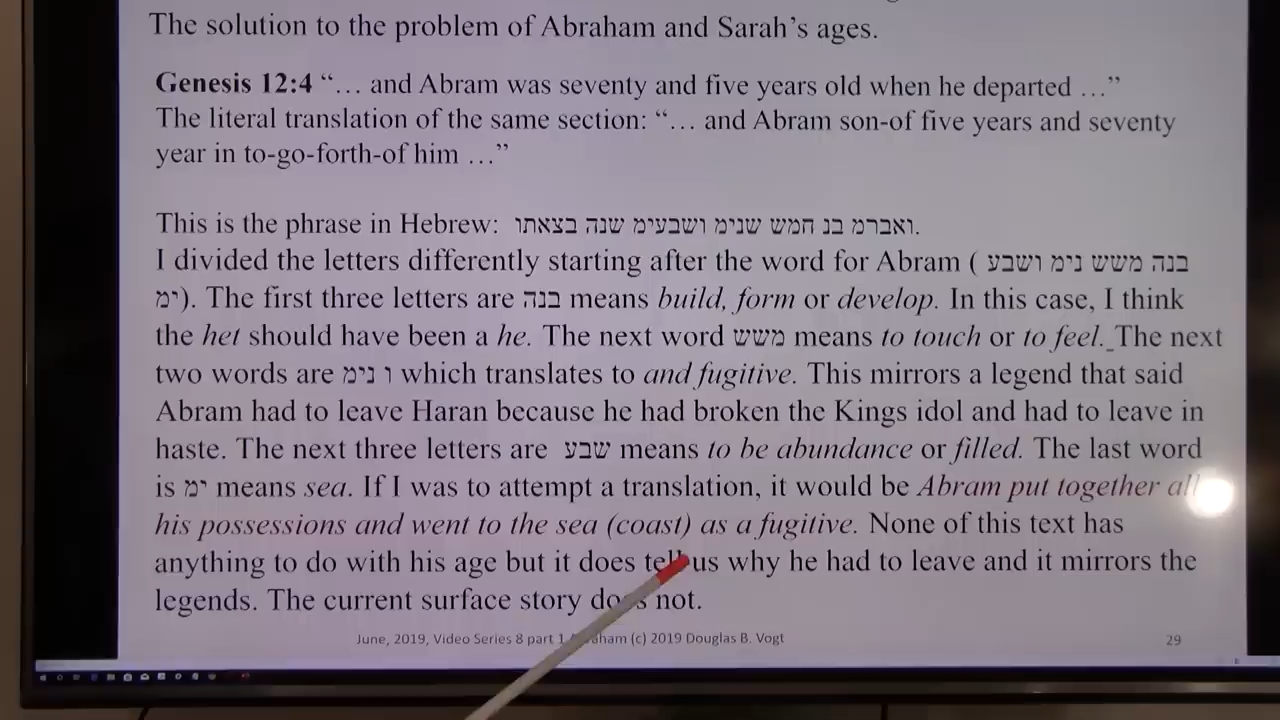 The solution to the problem of Abraham and Sarah's ages.
Genesis 12:4 “… and Abram was seventy and five years old when he departed …”
The literal translation of the same section: “… and Abram son-of five years and seventy
year in to-go-forth-of him …”
This is the phrase in Hebrew: ואברמ בנ חמש שנימ ושבעימ שנה בצאתו.
I divided the letters differently starting after the word for Abram ( בנה משש נימ ושבע
ימ). The first three letters are בנה means build, form or develop. In this case, I think
the het should have been a he. The next word משש means to touch or to feel. The next
two words are ו נימ which translates to and fugitive. This mirrors a legend that said
Abram had to leave Haran because he had broken the Kings idol and had to leave in
haste. The next three letters are שבע means to be abundance or filled. The last word
is ימ means sea. If I was to attempt a translation, it would be Abram put together all
his possessions and went to the sea (coast) as a fugitive. None of this text has
anything to do with his age but it does tell us why he had to leave and it mirrors the
legends. The current surface story does not.
June, 2019, Video Series 8 part 1 Abraham (c) 2019 Douglas B. Vogt
29